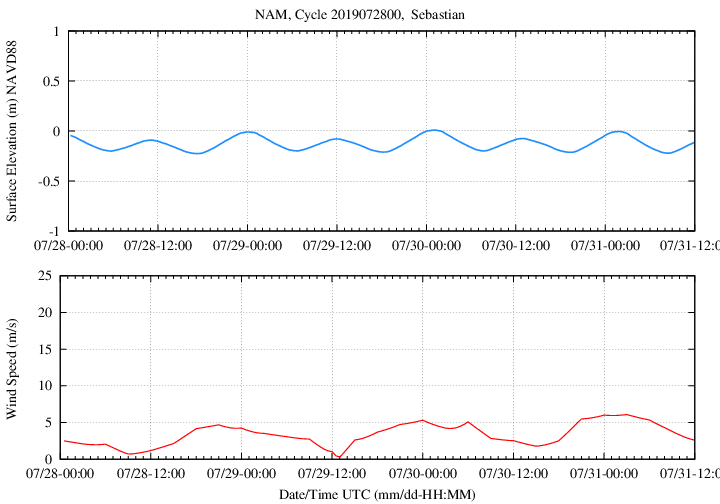 NAM, Cycle 2019072800,  Sebastian
Surface Elevation (m) NAVD88
1
0.5
0
-0.5
-1
07/28-00:00 07/28-12:00 07/29-00:00 07/29-12:00 07/30-00:00 07/30-12:00 07/31-00:00 07/31-12:0
Wind Speed (m/s)
25
20
15
10
5
0
07/28-00:00 07/28-12:00 07/29-00:00 07/29-12:00 07/30-00:00 07/30-12:00 07/31-00:00 07/31-12:0
Date/Time UTC (mm/dd-HH:MM)